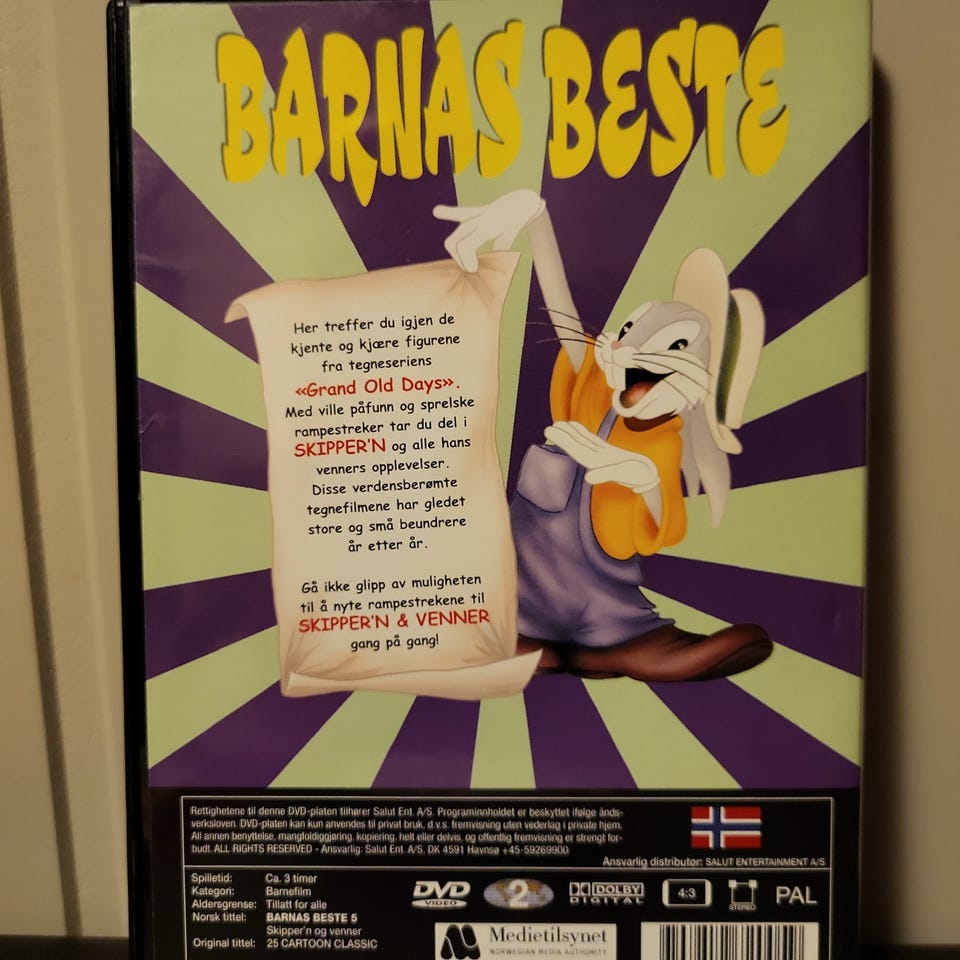 BARNAS BESTE
Her treffer du igjen de
kjente og kjære figurene
fra tegneseriens
«Grand Old Days».
Med ville påfunn og sprelske
rampestreker tar du del i
SKIPPER'N og alle hans
venners opplevelser.
Disse verdensberømte
tegnefilmene har gledet
store og små beundrere
år etter år.
Gå ikke glipp av muligheten
til å nyte rampestrekene til
SKIPPER'N & VENNER
gang på gang!
Rettighetene til denne DVD-platen tilhører Salut Ent. A/S. Programinnholdet er beskyttet ifølge ånds-
verksloven. DVD-platen kan kun anvendes til privat bruk, d.v.s. fremvisning uten vederlag i private hjem.
All annen benyttelse, mangfoldiggjøring, kopiering, helt eller delvis, og offentlig fremvisning er strengt for-
budt. ALL RIGHTS RESERVED - Ansvarlig: Salut Ent. A/S, DK 4591 Havnsø +45-59269900
Ansvarlig distributør: SALUT ENTERTAINMENT A/S
Spilletid: Ca. 3 timer
Kategori: Barnefilm
Aldersgrense: Tillatt for alle
Norsk tittel: BARNAS BESTE 5
Skipper'n og venner
Original tittel: 25 CARTOON CLASSIC
DVD VIDEO
2
DOLBY DIGITAL
4:3
STEREO
PAL
Medietilsynet
NORWEGIAN MEDIA AUTHORITY